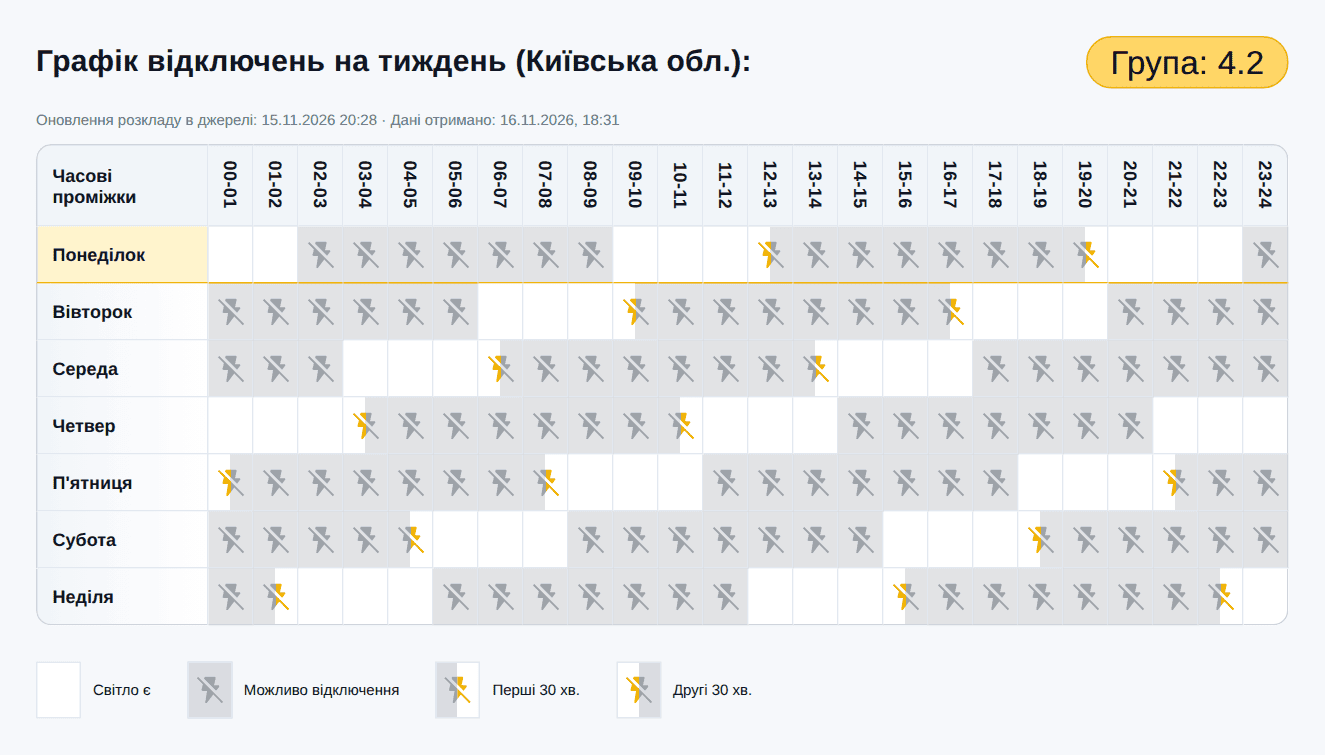 Графік відключень на тиждень (Київська обл.):
Група: 4.2
Оновлення розкладу в джерелі: 15.11.2026 20:28 · Дані отримано: 16.11.2026, 18:31
Часові
проміжки
00-01
01-02
02-03
03-04
04-05
05-06
06-07
07-08
08-09
09-10
10-11
11-12
12-13
13-14
14-15
15-16
16-17
17-18
18-19
19-20
20-21
21-22
22-23
23-24
Понеділок
Вівторок
Середа
Четвер
П'ятниця
Субота
Неділя
Світло є
Можливо відключення
Перші 30 хв.
Другі 30 хв.